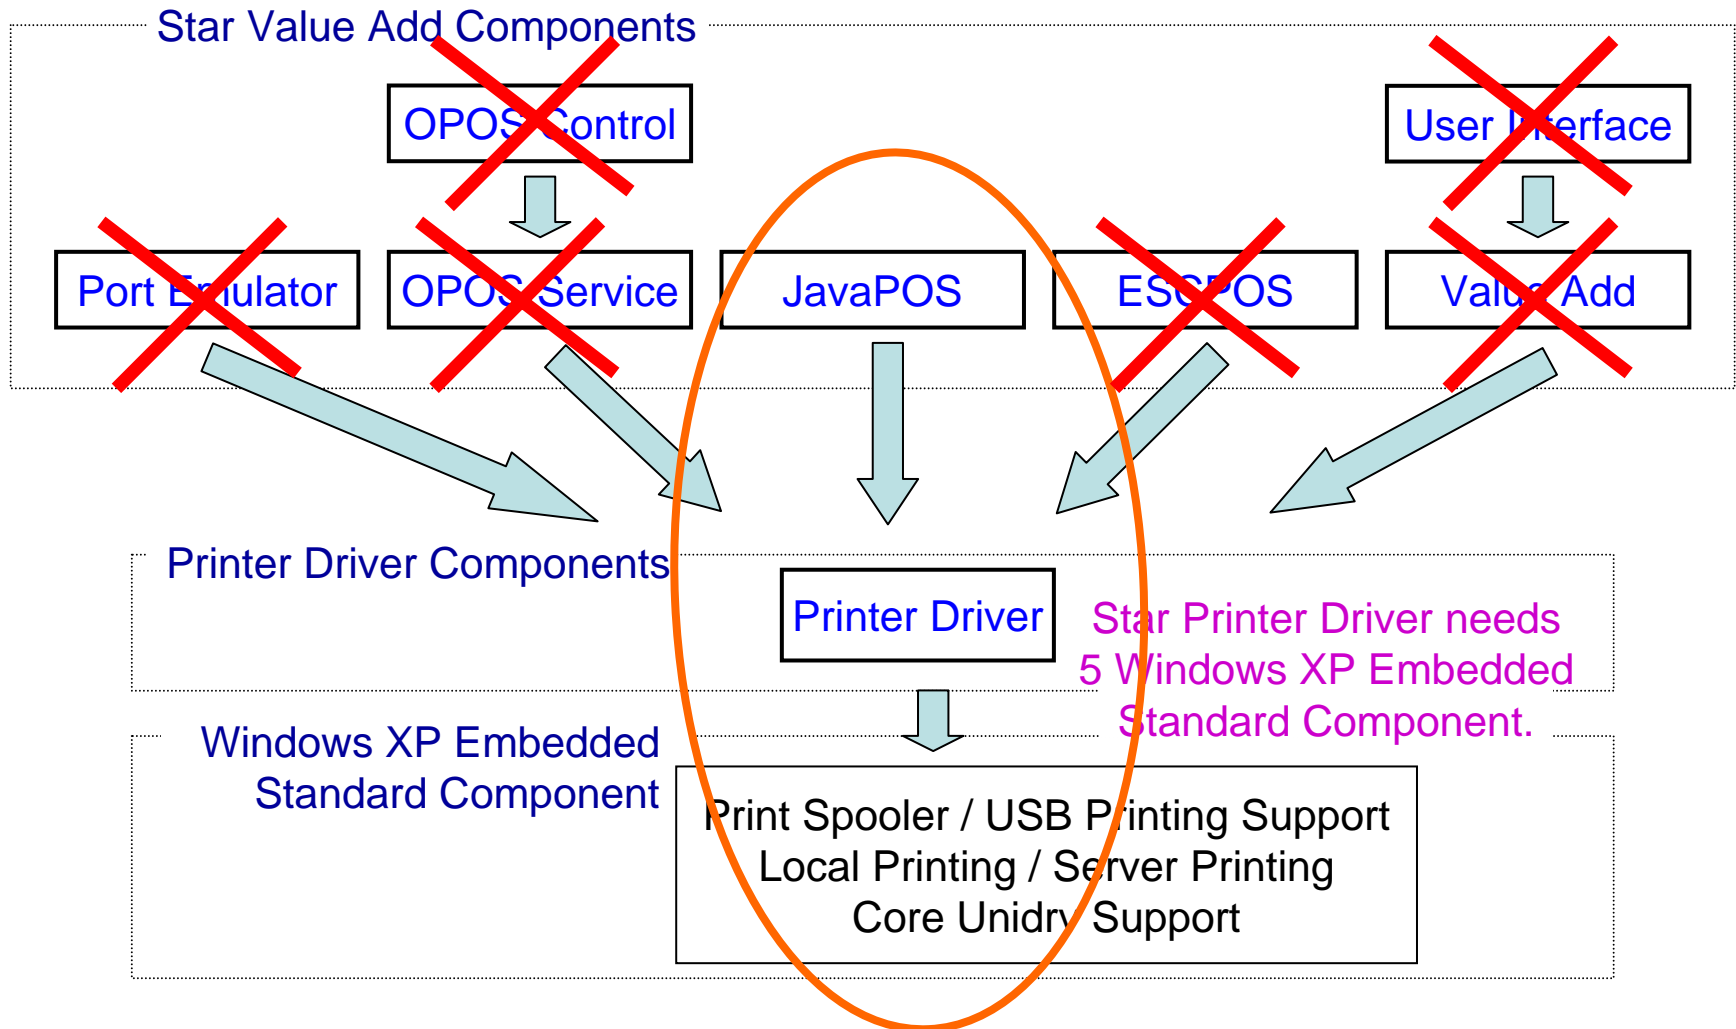 Star Value Add Components
OPOS Control
User Interface
Port Emulator
OPOS Service
JavaPOS
ESCPOS
Value Add
Printer Driver Components
Printer Driver
Star Printer Driver needs
5 Windows XP Embedded
Standard Component.
Windows XP Embedded
Standard Component
Print Spooler / USB Printing Support
Local Printing / Server Printing
Core Unidrv Support